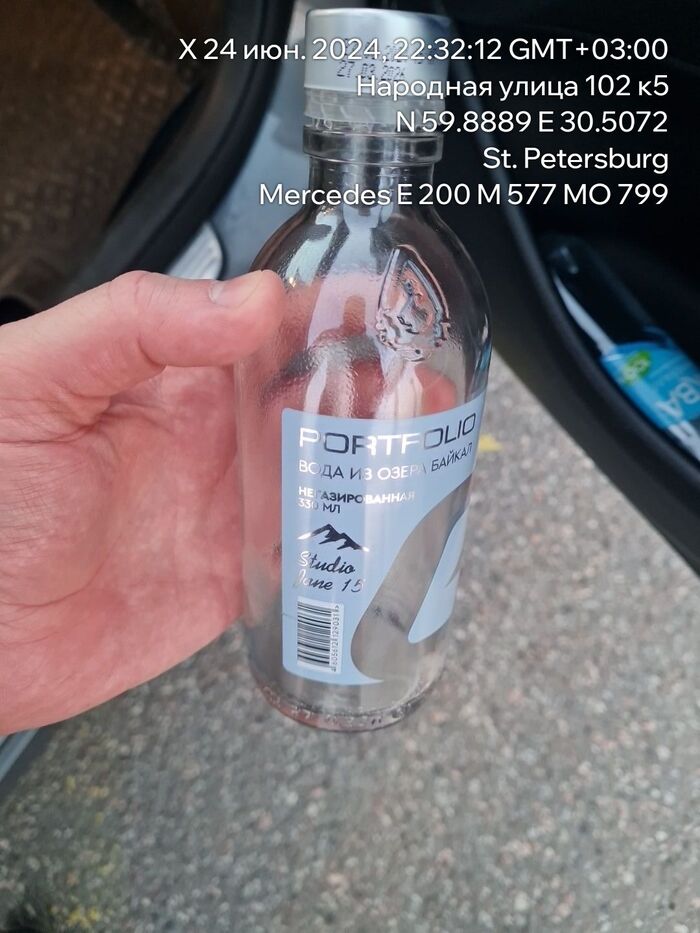 X 24 июн. 2024, 22:32:12 GMT+03:00
Народная улица 102 к5
N 59.8889 E 30.5072
St. Petersburg
Mercedes E 200 M 577 MO 799
PORTFOLIO
ВОДА ИЗ ОЗЕРА БАЙКАЛ
НЕГАЗИРОВАННАЯ
330 МЛ
Studio
Jane 15